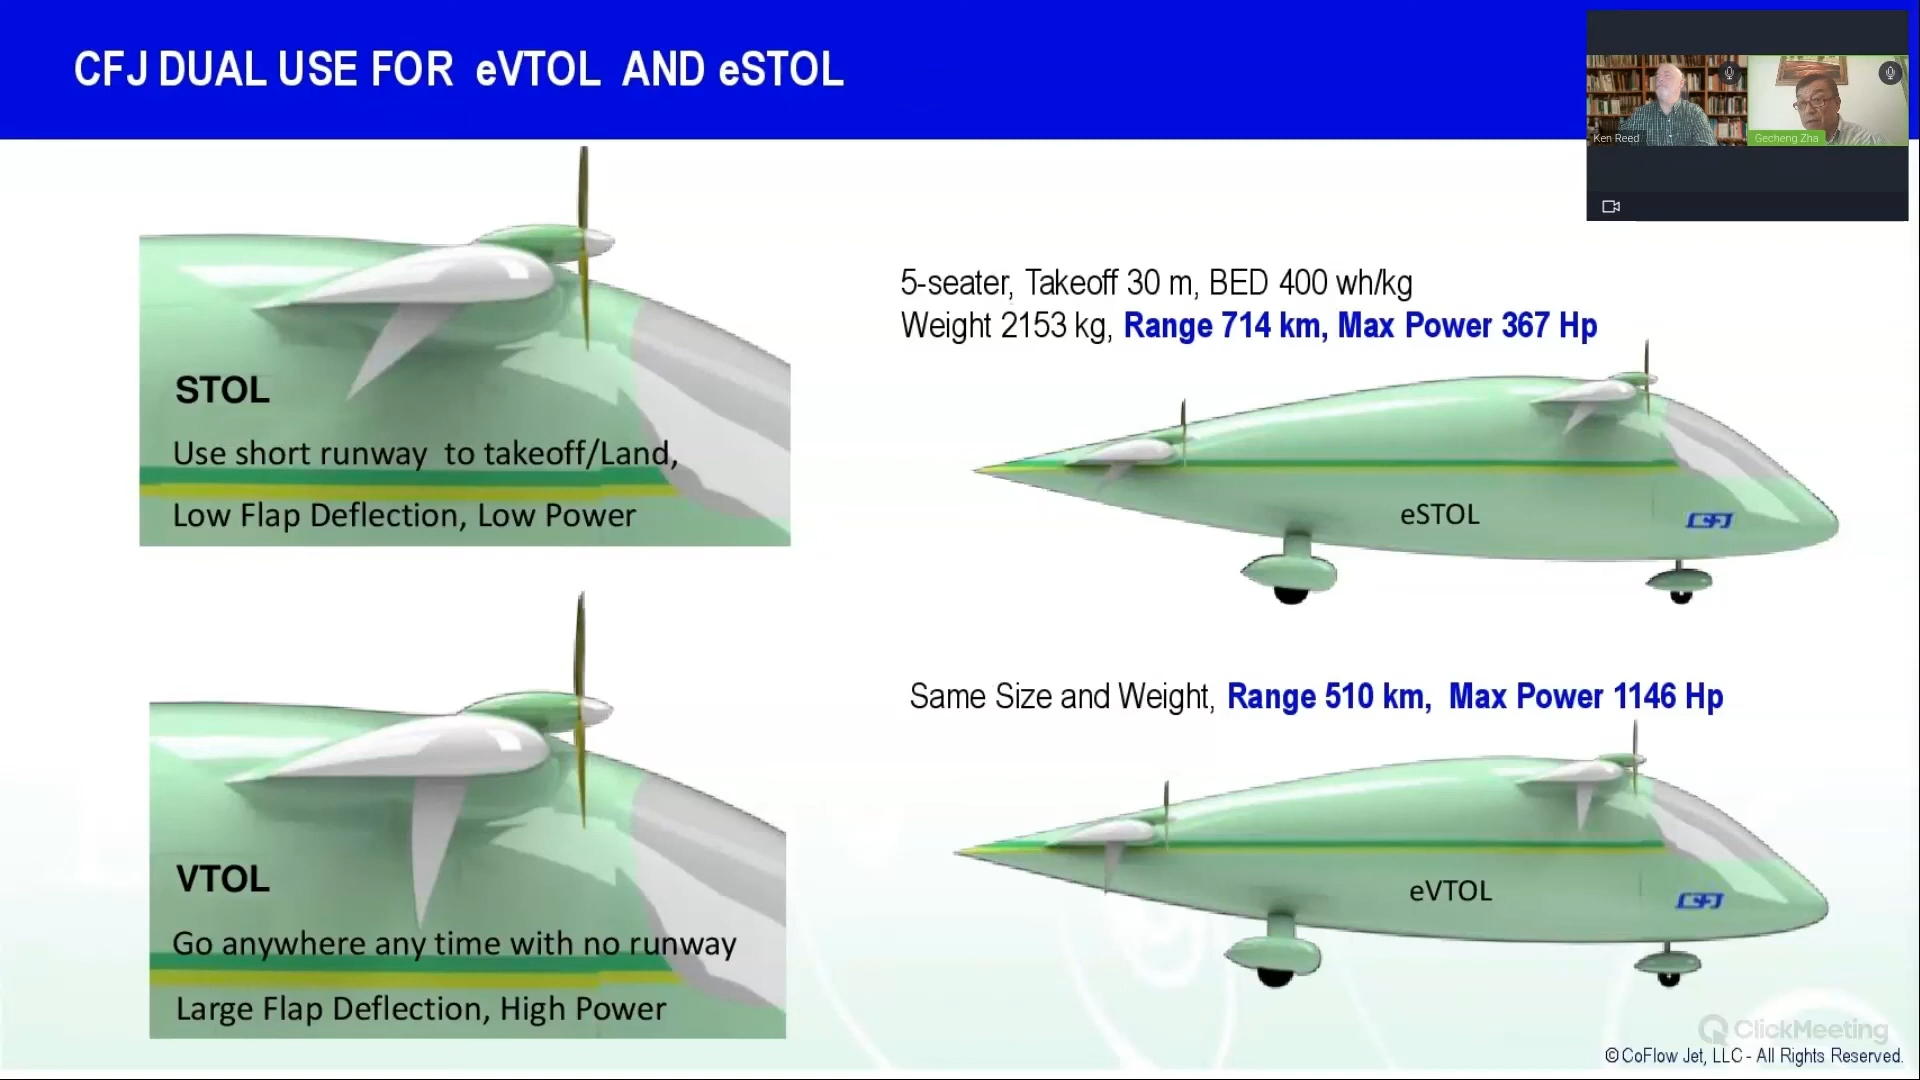 CFJ DUAL USE FOR eVTOL AND eSTOL
Ken Reed
Gecheng Zha
STOL
Use short runway to takeoff/Land,
Low Flap Deflection, Low Power
5-seater, Takeoff 30 m, BED 400 wh/kg
Weight 2153 kg, Range 714 km, Max Power 367 Hp
eSTOL
CFJ
VTOL
Go anywhere any time with no runway
Large Flap Deflection, High Power
Same Size and Weight, Range 510 km, Max Power 1146 Hp
eVTOL
CFJ
ClickMeeting
©CoFlow Jet, LLC - All Rights Reserved.